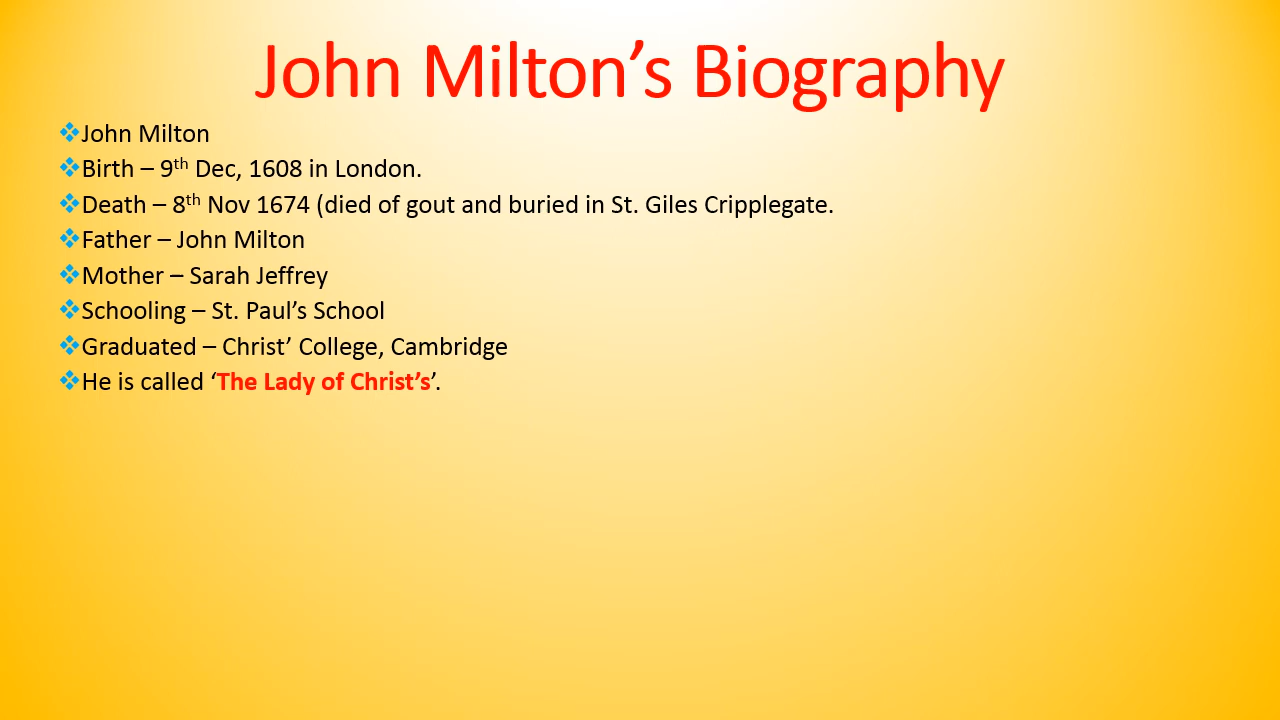 John Milton’s Biography
❖John Milton
❖Birth – 9th Dec, 1608 in London.
❖Death – 8th Nov 1674 (died of gout and buried in St. Giles Cripplegate.
❖Father – John Milton
❖Mother – Sarah Jeffrey
❖Schooling – St. Paul’s School
❖Graduated – Christ’ College, Cambridge
❖He is called ‘The Lady of Christ’s’.